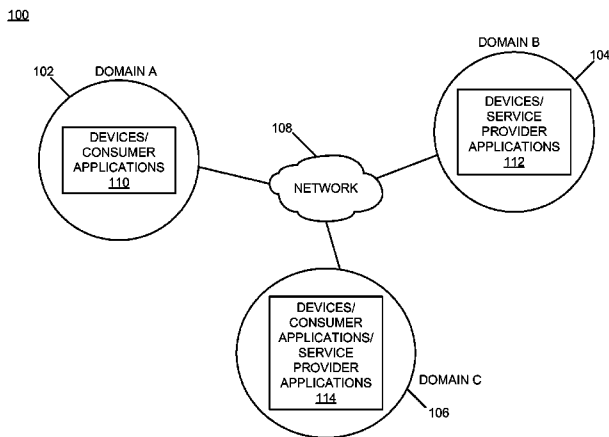 100
102
DOMAIN A
DEVICES/
CONSUMER
APPLICATIONS
110
108
NETWORK
DOMAIN B
104
DEVICES/
SERVICE
PROVIDER
APPLICATIONS
112
DEVICES/
CONSUMER
APPLICATIONS/
SERVICE
PROVIDER
APPLICATIONS
114
DOMAIN C
106